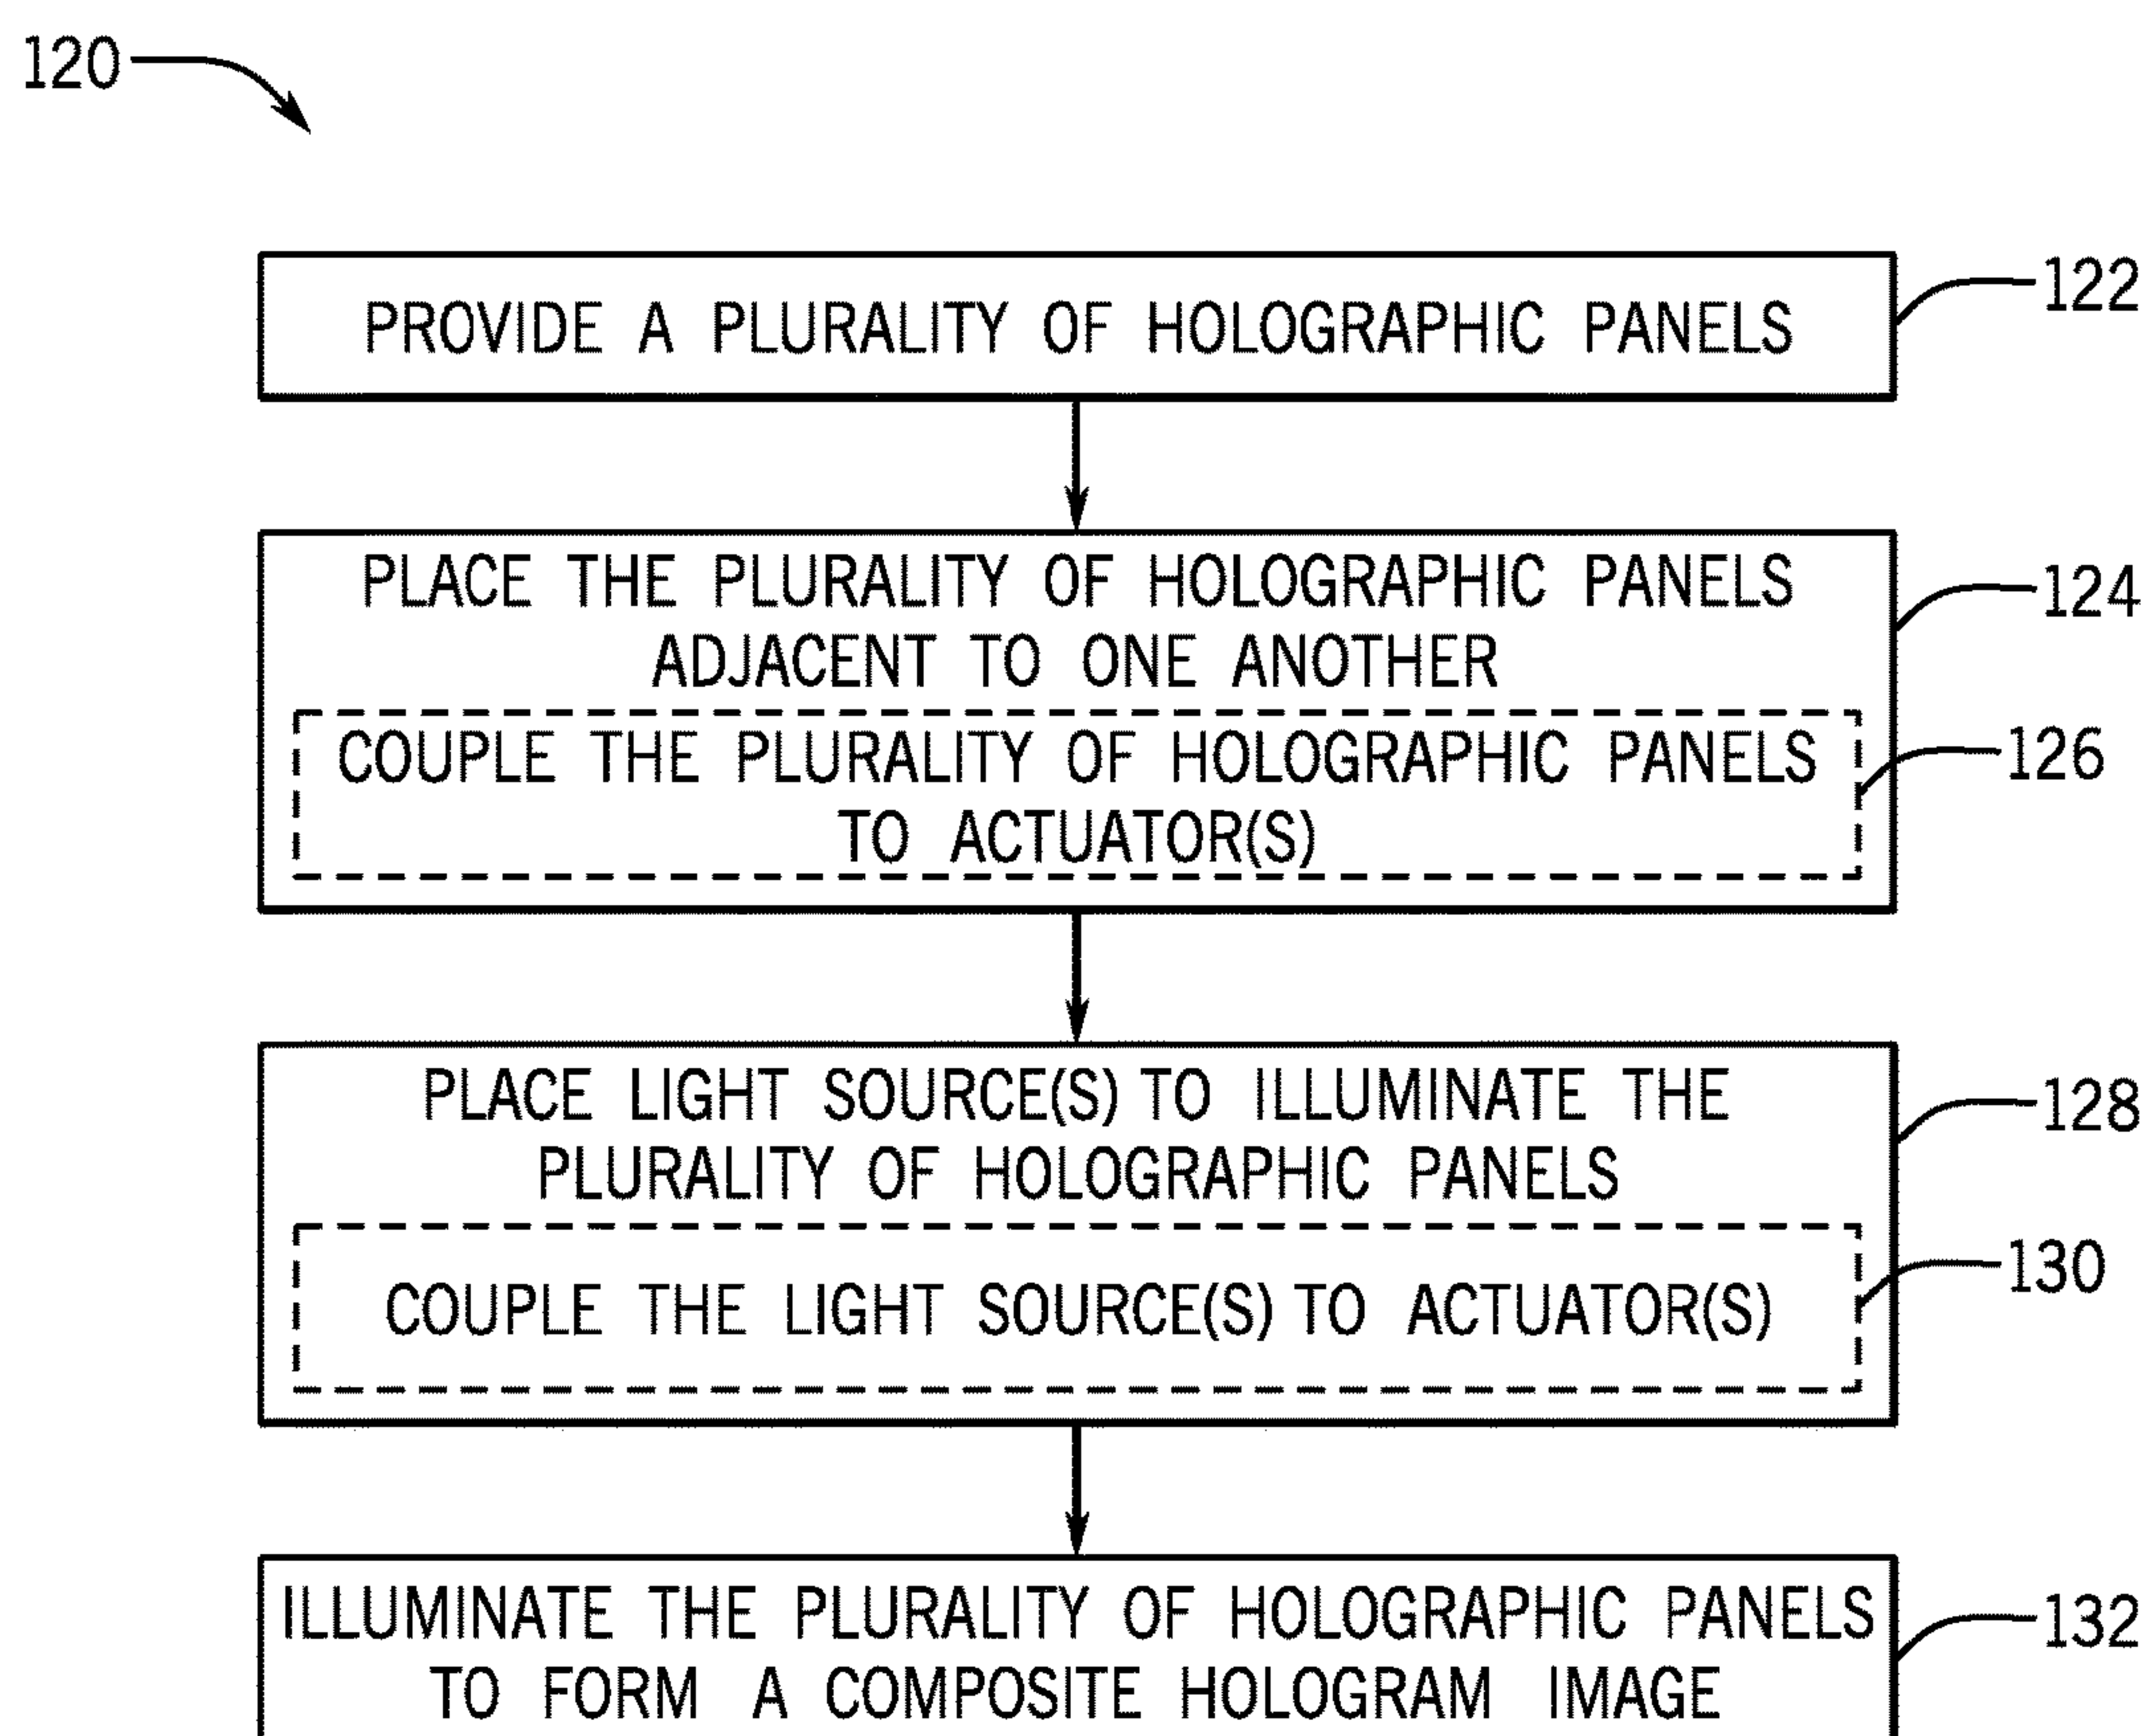 120
PROVIDE A PLURALITY OF HOLOGRAPHIC PANELS
122
PLACE THE PLURALITY OF HOLOGRAPHIC PANELS
ADJACENT TO ONE ANOTHER
124
COUPLE THE PLURALITY OF HOLOGRAPHIC PANELS
TO ACTUATOR(S)
126
PLACE LIGHT SOURCE(S) TO ILLUMINATE THE
PLURALITY OF HOLOGRAPHIC PANELS
128
COUPLE THE LIGHT SOURCE(S) TO ACTUATOR(S)
130
ILLUMINATE THE PLURALITY OF HOLOGRAPHIC PANELS
TO FORM A COMPOSITE HOLOGRAM IMAGE
132